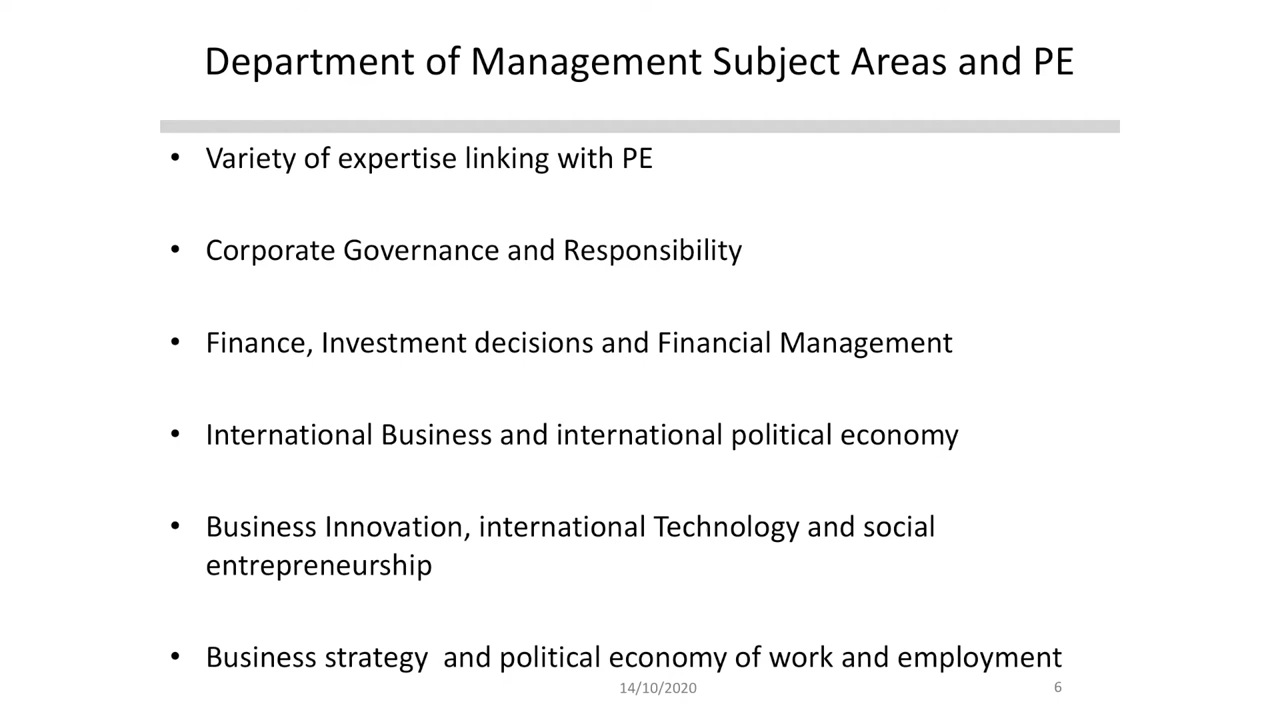 Department of Management Subject Areas and PE
• Variety of expertise linking with PE
• Corporate Governance and Responsibility
• Finance, Investment decisions and Financial Management
• International Business and international political economy
• Business Innovation, international Technology and social
entrepreneurship
• Business strategy  and political economy of work and employment
14/10/2020 6